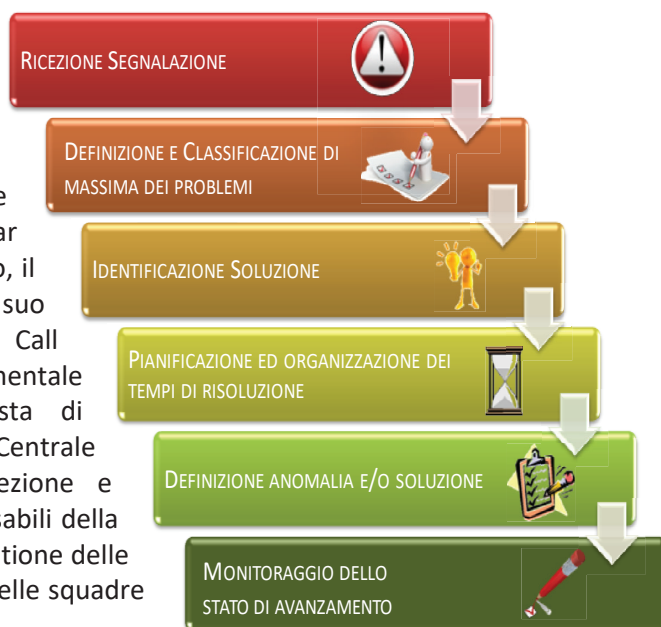 RICEZIONE SEGNALAZIONE
DEFINIZIONE E CLASSIFICAZIONE DI
MASSIMA DEI PROBLEMI
IDENTIFICAZIONE SOLUZIONE
PIANIFICAZIONE ED ORGANIZZAZIONE DEI
TEMPI DI RISOLUZIONE
DEFINIZIONE ANOMALIA E/O SOLUZIONE
MONITORAGGIO DELLO
STATO DI AVANZAMENTO
e
ar
o, il
suo
Call
mentale
sta di
Centrale
ezione e
sabili della
tione delle
elle squadre